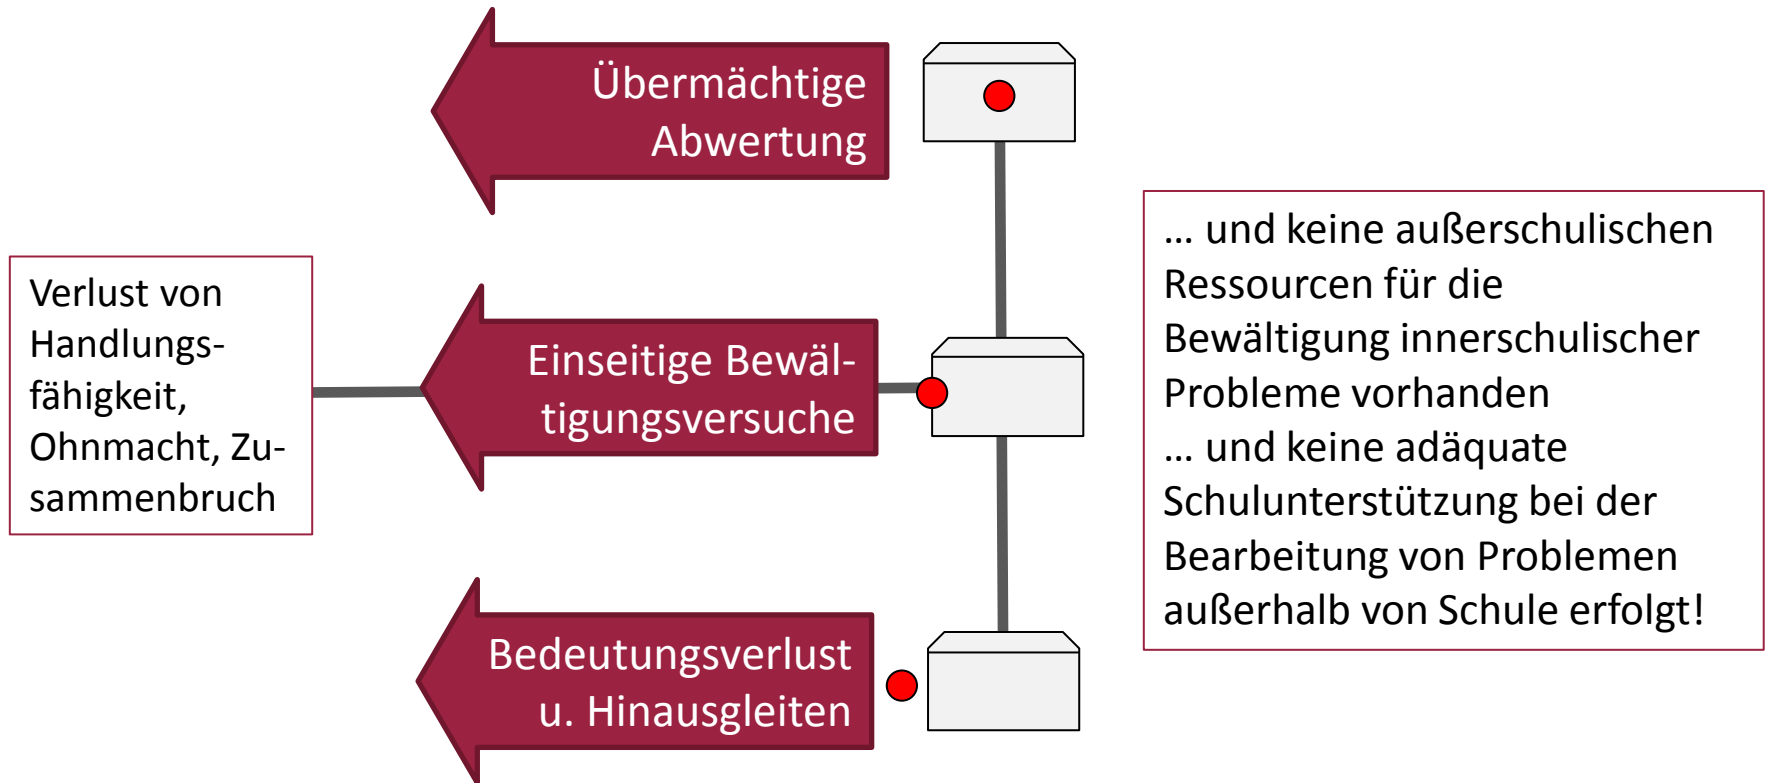 Übermächtige
Abwertung
Verlust von
Handlungs-
fähigkeit,
Ohnmacht, Zu-
sammenbruch
Einseitige Bewäl-
tigungsversuche
Bedeutungsverlust
u. Hinausgleiten
... und keine außerschulischen
Ressourcen für die
Bewältigung innerschulischer
Probleme vorhanden
... und keine adäquate
Schulunterstützung bei der
Bearbeitung von Problemen
außerhalb von Schule erfolgt!